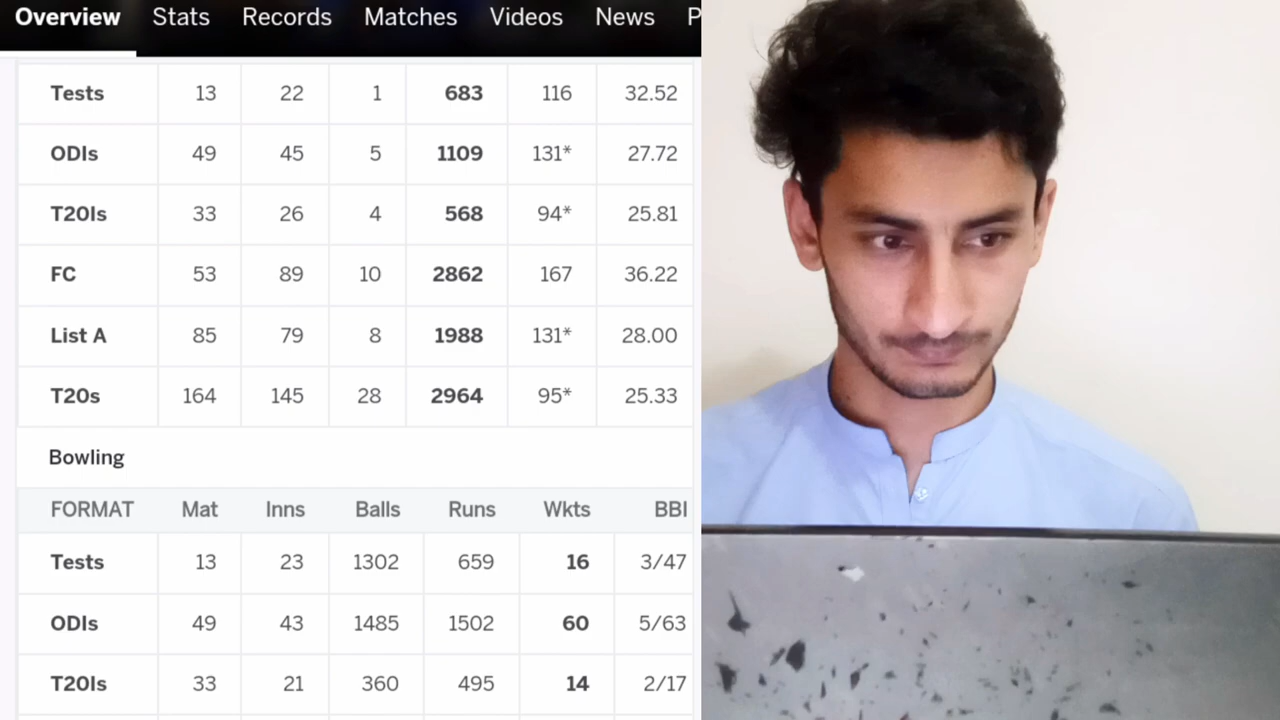 Overview Stats Records Matches Videos News P
Tests 13 22 1 683 116 32.52
ODIs 49 45 5 1109 131* 27.72
T20Is 33 26 4 568 94* 25.81
FC 53 89 10 2862 167 36.22
List A 85 79 8 1988 131* 28.00
T20s 164 145 28 2964 95* 25.33
Bowling
FORMAT Mat Inns Balls Runs Wkts BBI
Tests 13 23 1302 659 16 3/47
ODIs 49 43 1485 1502 60 5/63
T20Is 33 21 360 495 14 2/17